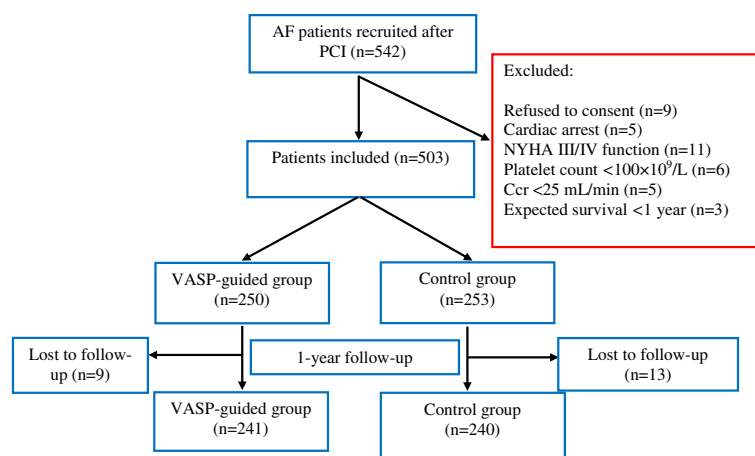 AF patients recruited after
PCI (n=542)
Excluded:
Refused to consent (n=9)
Cardiac arrest (n=5)
NYHA III/IV function (n=11)
Platelet count <100×10⁹/L (n=6)
Ccr <25 mL/min (n=5)
Expected survival <1 year (n=3)
Patients included (n=503)
VASP-guided group
(n=250)
Control group
(n=253)
Lost to follow-
up (n=9)
1-year follow-up
Lost to follow-up
(n=13)
VASP-guided group
(n=241)
Control group
(n=240)